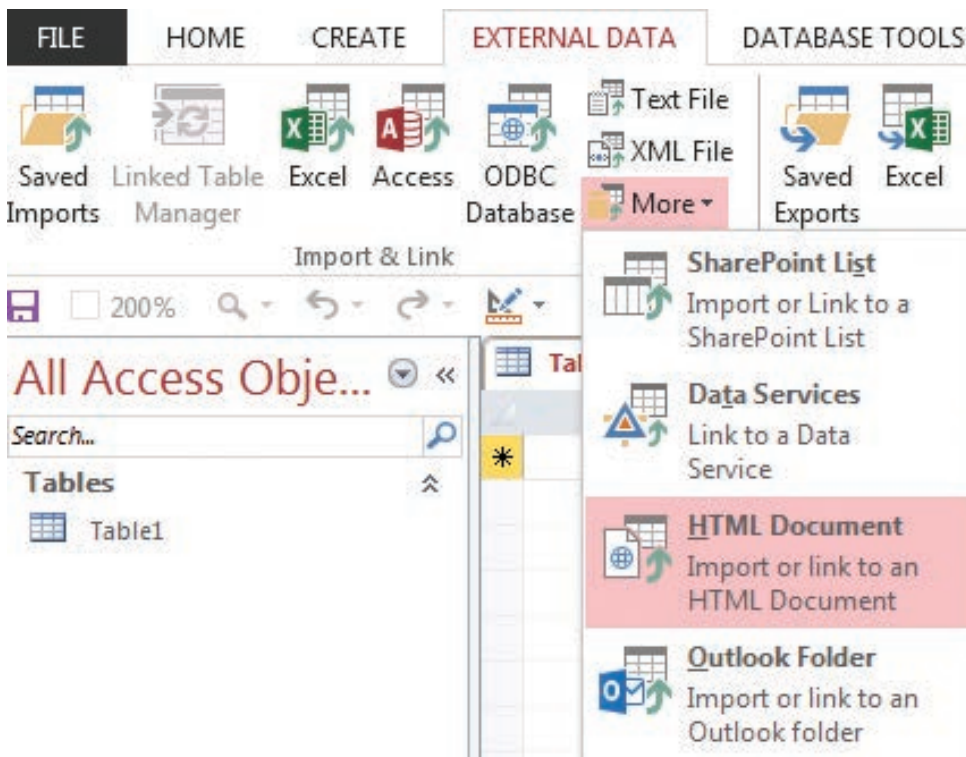 FILE HOME CREATE EXTERNAL DATA DATABASE TOOLS
Saved
Imports
Linked Table
Manager
Excel
Access
ODBC
Database
Text File
XML File
More
Saved
Exports
Excel
Import & Link
200%
All Access Obje...
Search...
Tables
Table1
SharePoint List
Import or Link to a
SharePoint List
Data Services
Link to a Data
Service
HTML Document
Import or link to an
HTML Document
Outlook Folder
Import or link to an
Outlook folder